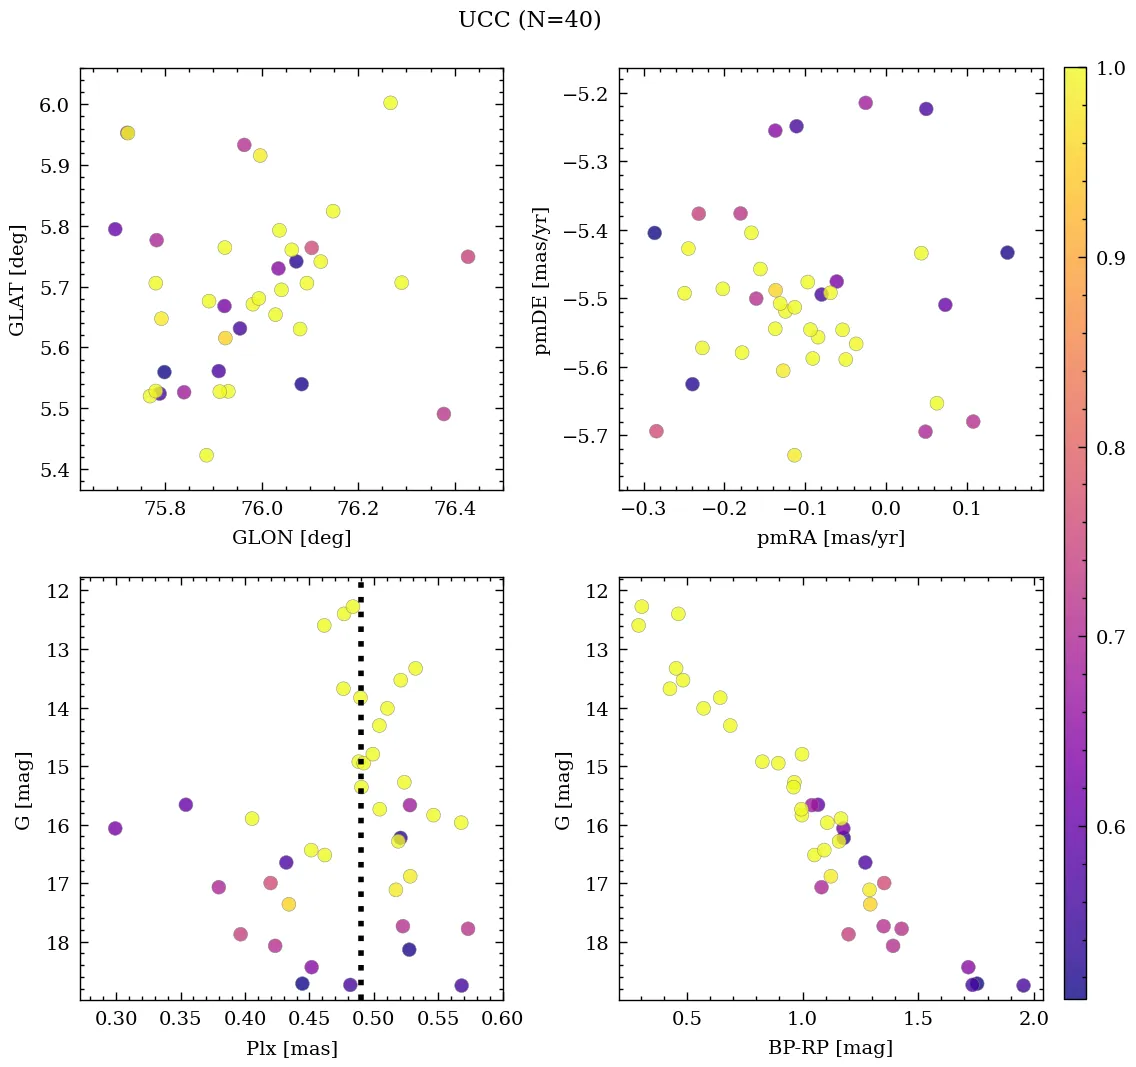 UCC (N=40)
6.0
5.9
5.8
5.7
5.6
5.5
5.4
GLAT [deg]
75.8 76.0 76.2 76.4
GLON [deg]
−5.2
−5.3
−5.4
−5.5
−5.6
−5.7
pmDE [mas/yr]
−0.3 −0.2 −0.1 0.0 0.1
pmRA [mas/yr]
12
13
14
15
16
17
18
G [mag]
0.30 0.35 0.40 0.45 0.50 0.55 0.60
Plx [mas]
12
13
14
15
16
17
18
G [mag]
0.5 1.0 1.5 2.0
BP-RP [mag]
1.0
0.9
0.8
0.7
0.6